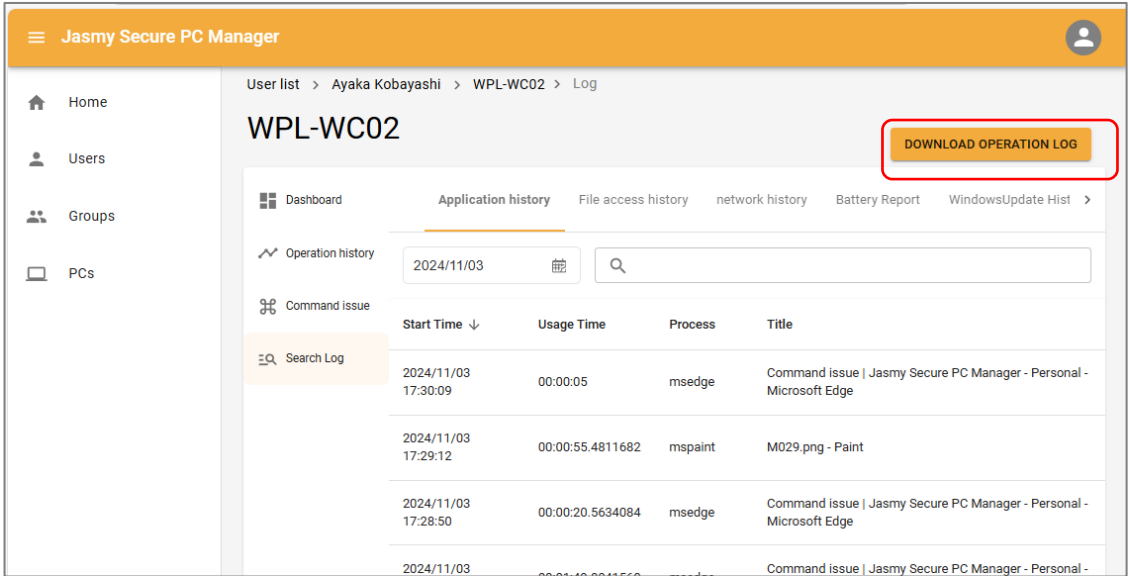 Jasmy Secure PC Manager
User list > Ayaka Kobayashi > WPL-WC02 > Log
Home
WPL-WC02
DOWNLOAD OPERATION LOG
Users
Groups
PCs
Dashboard
Operation history
Command issue
Search Log
Application history File access history network history Battery Report WindowsUpdate Hist
2024/11/03
Start Time Usage Time Process Title
2024/11/03
17:30:09
00:00:05
msedge
Command issue | Jasmy Secure PC Manager - Personal -
Microsoft Edge
2024/11/03
17:29:12
00:00:55.4811682
mspaint
M029.png - Paint
2024/11/03
17:28:50
00:00:20.5634084
msedge
Command issue | Jasmy Secure PC Manager - Personal -
Microsoft Edge
2024/11/03
Command issue | Jasmy Secure PC Manager - Personal -